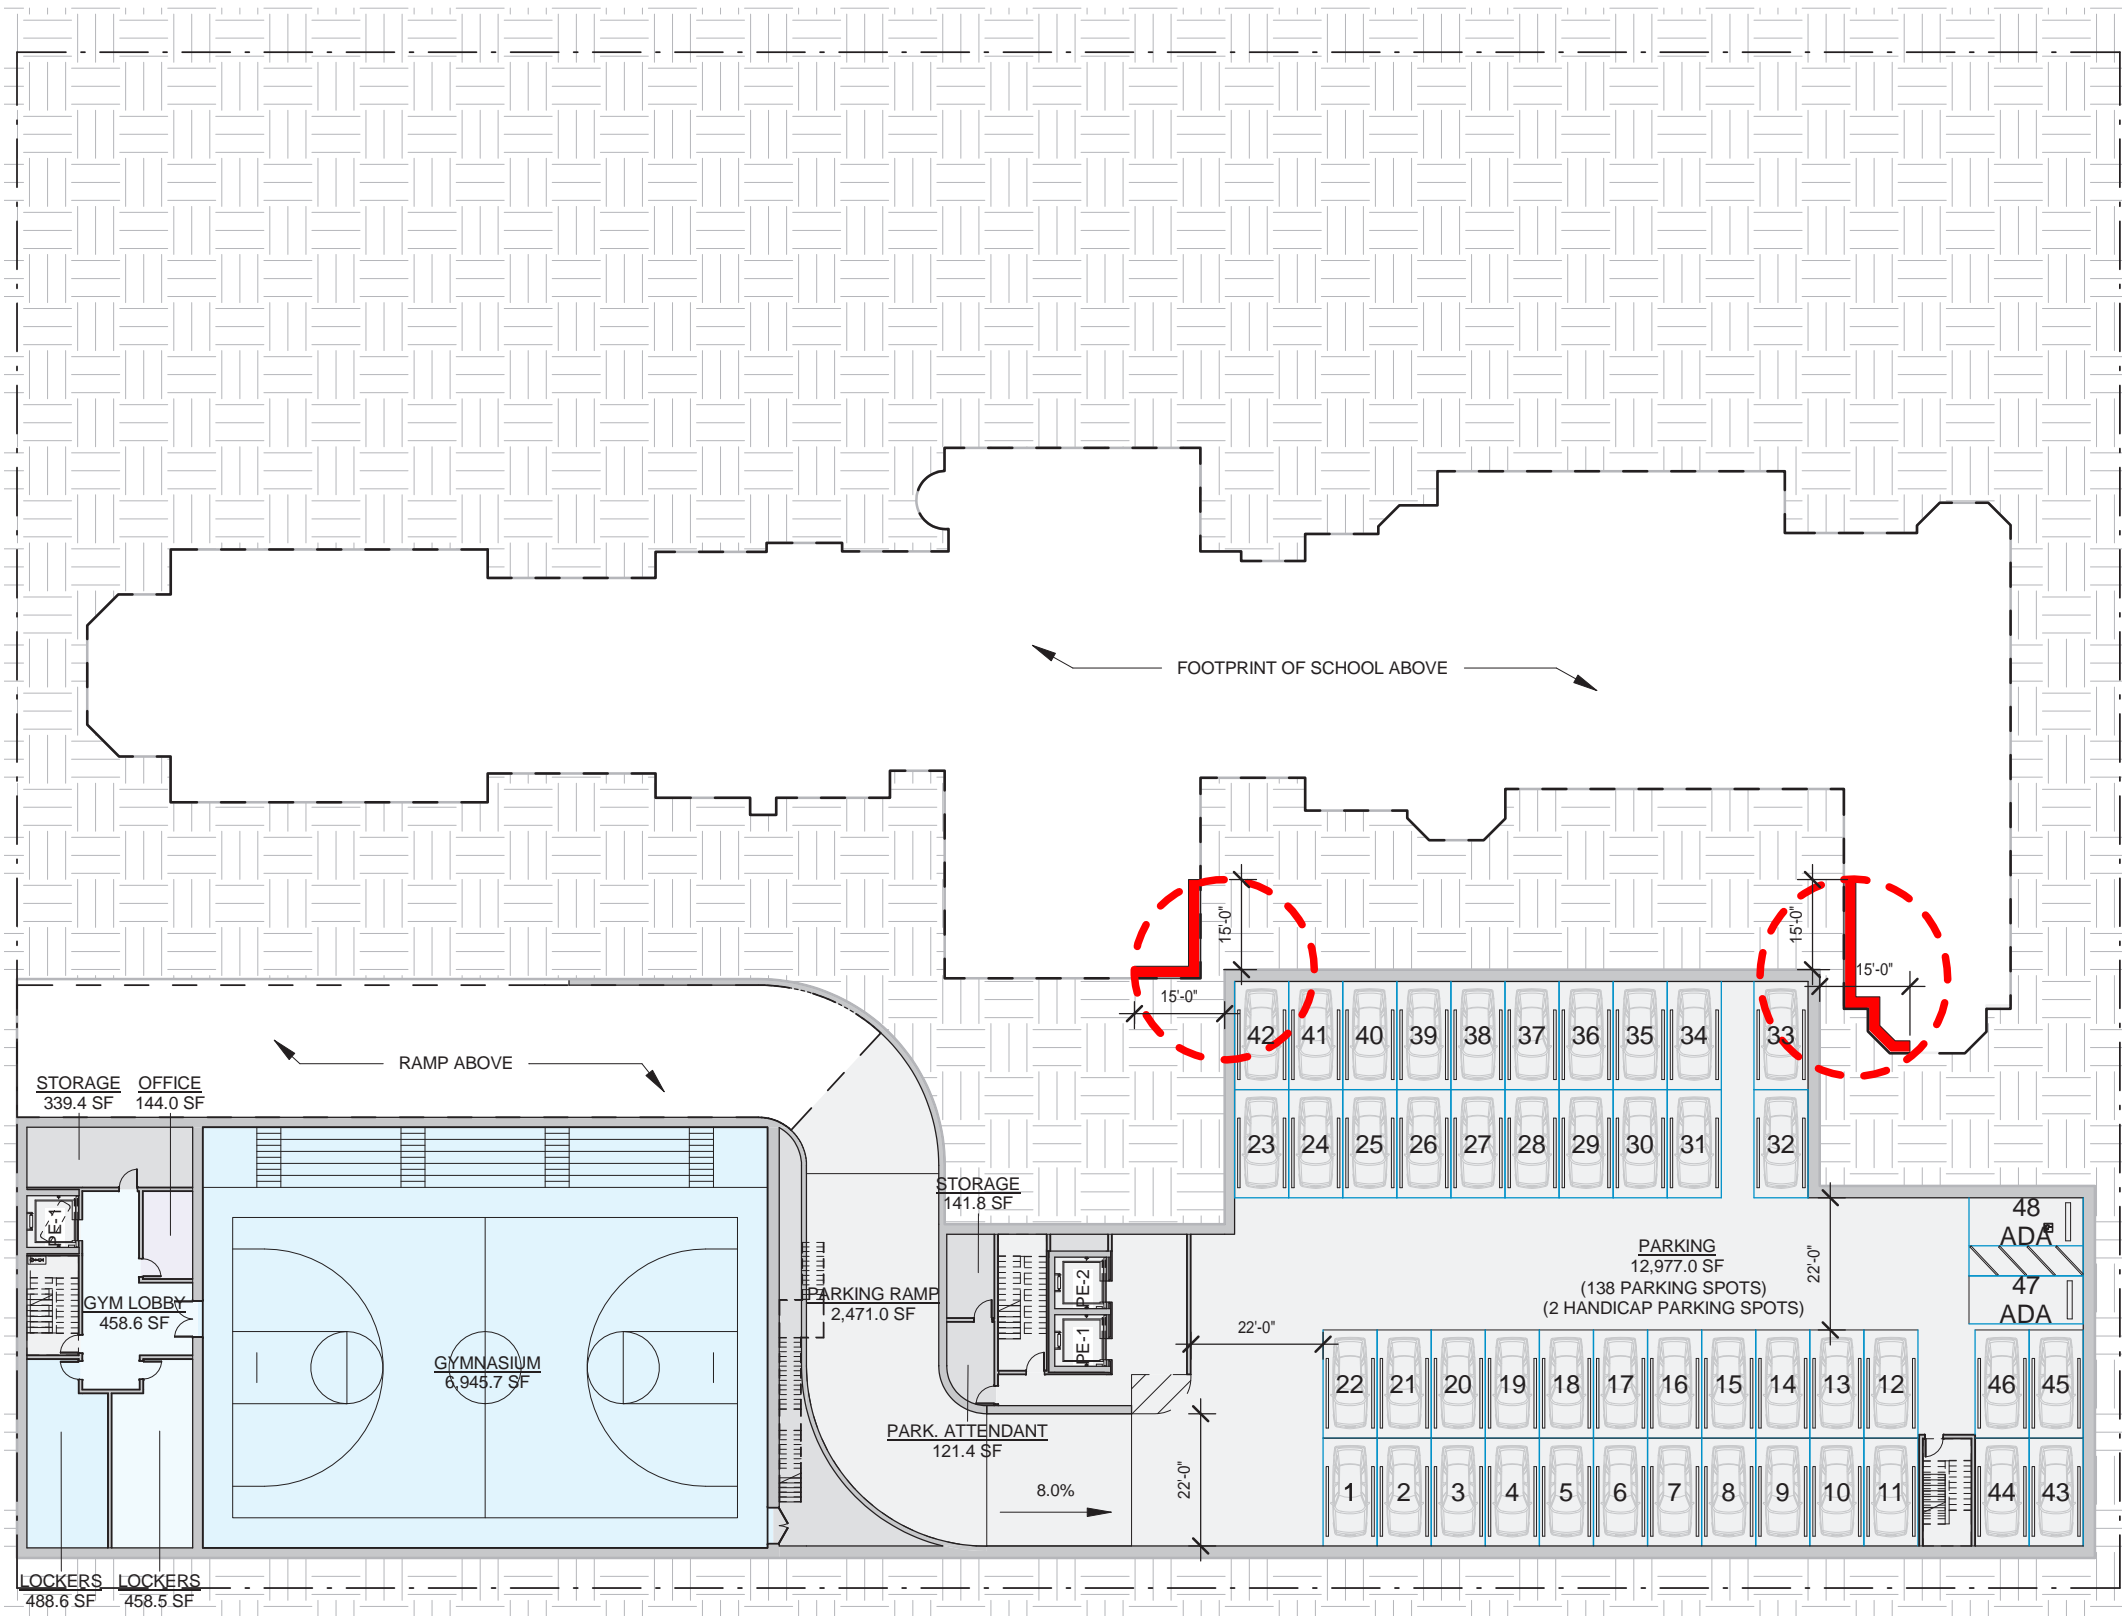 FOOTPRINT OF SCHOOL ABOVE
15'-0"
15'-0"
15'-0"
15'-0"
RAMP ABOVE
STORAGE
339.4 SF
OFFICE
144.0 SF
42 41 40 39 38 37 36 35 34 33
23 24 25 26 27 28 29 30 31 32
STORAGE
141.8 SF
PE-1
GYM LOBBY
458.6 SF
GYMNASIUM
6,945.7 SF
PARKING RAMP
2,471.0 SF
PE-2
PE-1
PARKING
12,977.0 SF
(138 PARKING SPOTS)
(2 HANDICAP PARKING SPOTS)
22'-0"
48
ADA
47
ADA
22'-0"
22 21 20 19 18 17 16 15 14 13 12 46 45
PARK. ATTENDANT
121.4 SF
8.0%
22'-0"
1 2 3 4 5 6 7 8 9 10 11 44 43
LOCKERS
488.6 SF
LOCKERS
458.5 SF